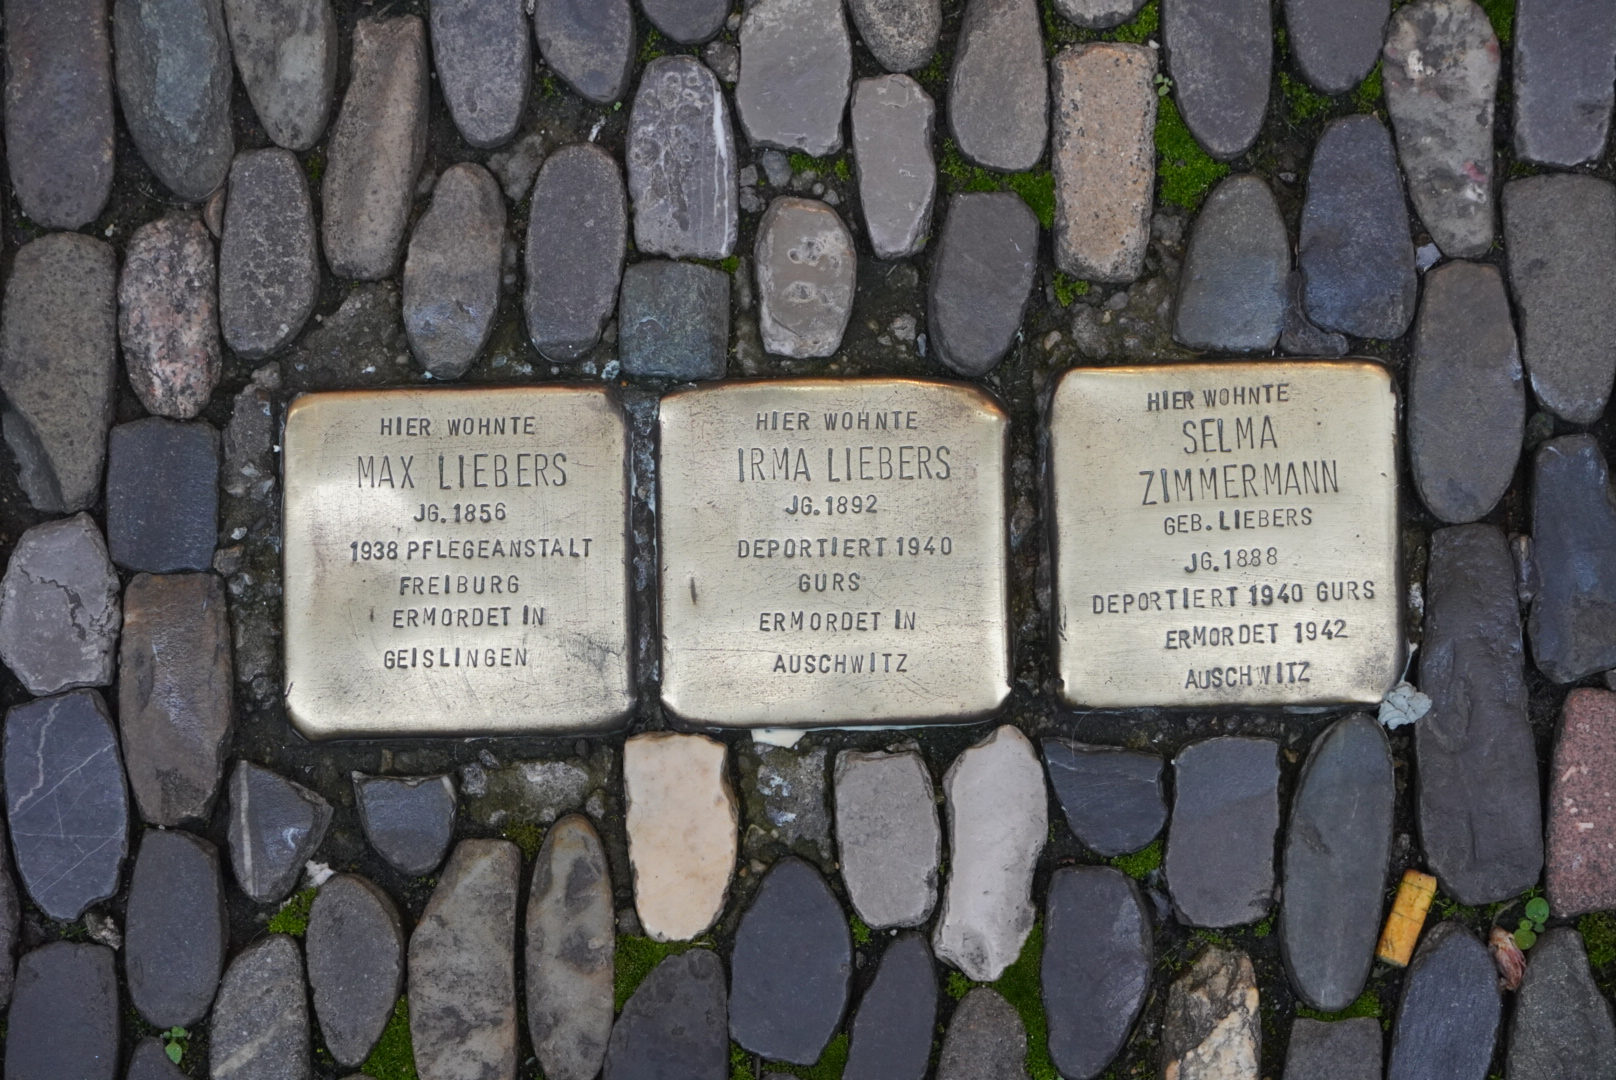 HIER WOHNTE
MAX LIEBERS
JG. 1856
1938 PFLEGEANSTALT
FREIBURG
ERMORDET IN
GEISLINGEN
HIER WOHNTE
IRMA LIEBERS
JG. 1892
DEPORTIERT 1940
GURS
ERMORDET IN
AUSCHWITZ
HIER WOHNTE
SELMA
ZIMMERMANN
GEB. LIEBERS
JG. 1888
DEPORTIERT 1940 GURS
ERMORDET 1942
AUSCHWITZ